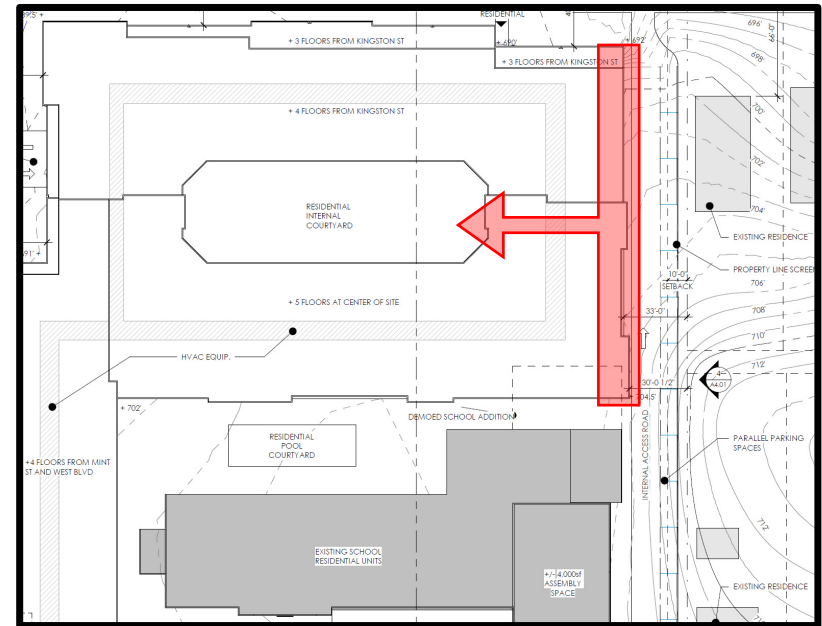 695'5 +
RESIDENTIAL
+ 3 FLOORS FROM KINGSTON ST
+ 690'
+ 692'
696'
+ 3 FLOORS FROM KINGSTON ST
698'
700'
+ 4 FLOORS FROM KINGSTON ST
702'
RESIDENTIAL
INTERNAL
COURTYARD
704'
EXISTING RESIDENCE
691' +
PROPERTY LINE SCREEN
10'-0"
SETBACK
706'
+ 5 FLOORS AT CENTER OF SITE
33'-0"
708'
710'
HVAC EQUIP.
712'
4
A4.01
30'-0 1/2"
704.5'
+ 702'
DEMOED SCHOOL ADDITION
RESIDENTIAL
POOL
COURTYARD
INTERNAL ACCESS ROAD
PARALLEL PARKING
SPACES
+4 FLOORS FROM MINT
ST AND WEST BLVD
712'
EXISTING SCHOOL
RESIDENTIAL UNITS
+/-14,000sf
ASSEMBLY
SPACE
EXISTING RESIDENCE